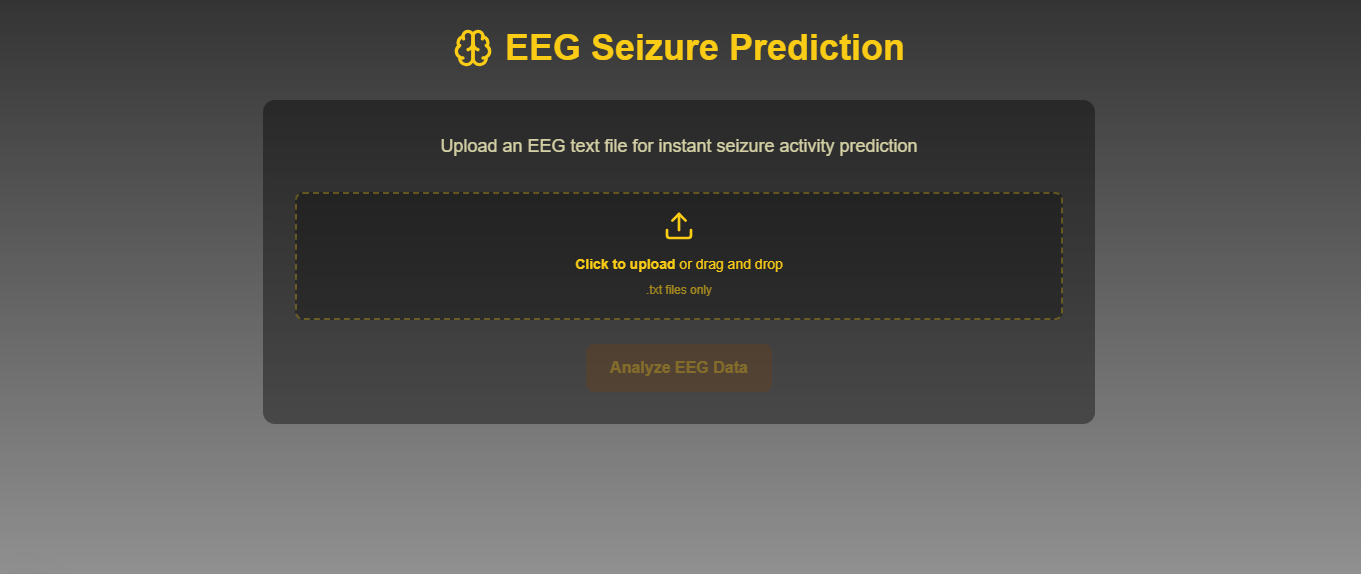 EEG Seizure Prediction
Upload an EEG text file for instant seizure activity prediction
Click to upload or drag and drop
.txt files only
Analyze EEG Data